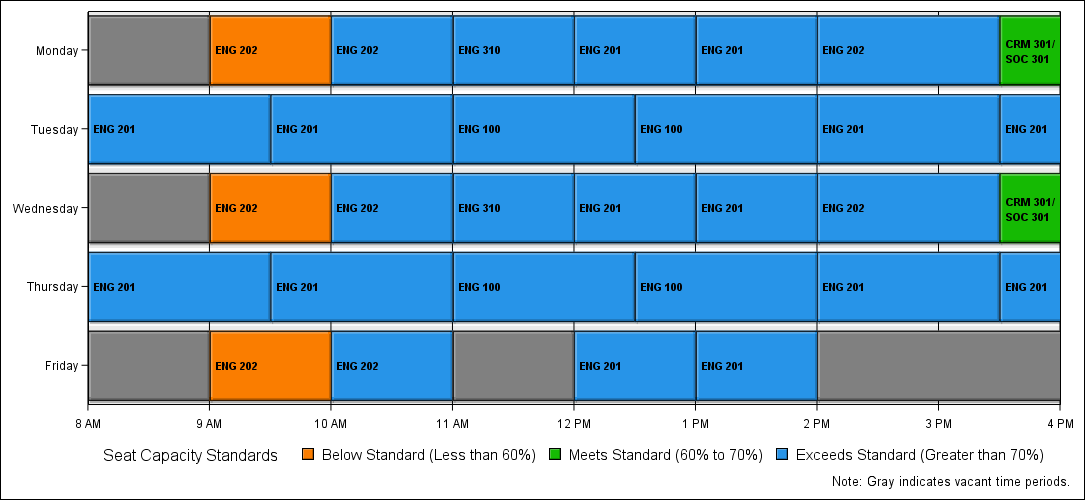 Monday ENG 202 ENG 202 ENG 310 ENG 201 ENG 201 ENG 202 CRM 301/
SOC 301
Tuesday ENG 201 ENG 201 ENG 100 ENG 100 ENG 201 ENG 201
Wednesday ENG 202 ENG 202 ENG 310 ENG 201 ENG 201 ENG 202 CRM 301/
SOC 301
Thursday ENG 201 ENG 201 ENG 100 ENG 100 ENG 201 ENG 201
Friday ENG 202 ENG 202 ENG 201 ENG 201
8 AM 9 AM 10 AM 11 AM 12 PM 1 PM 2 PM 3 PM 4 PM
Seat Capacity Standards Below Standard (Less than 60%) Meets Standard (60% to 70%) Exceeds Standard (Greater than 70%)
Note: Gray indicates vacant time periods.